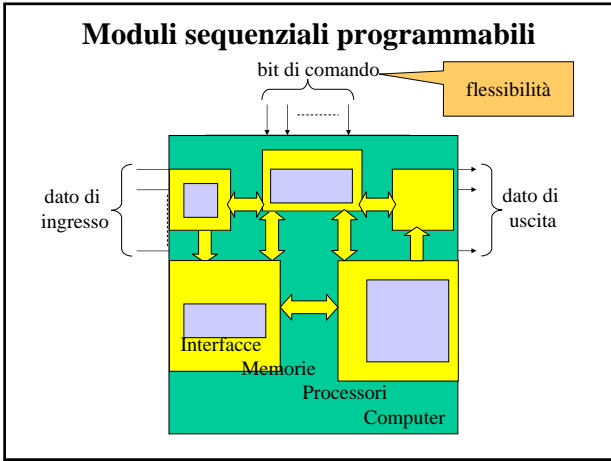 Moduli sequenziali programmabili
bit di comando
flessibilità
dato di
ingresso
dato di
uscita
Interfacce
Memorie
Processori
Computer